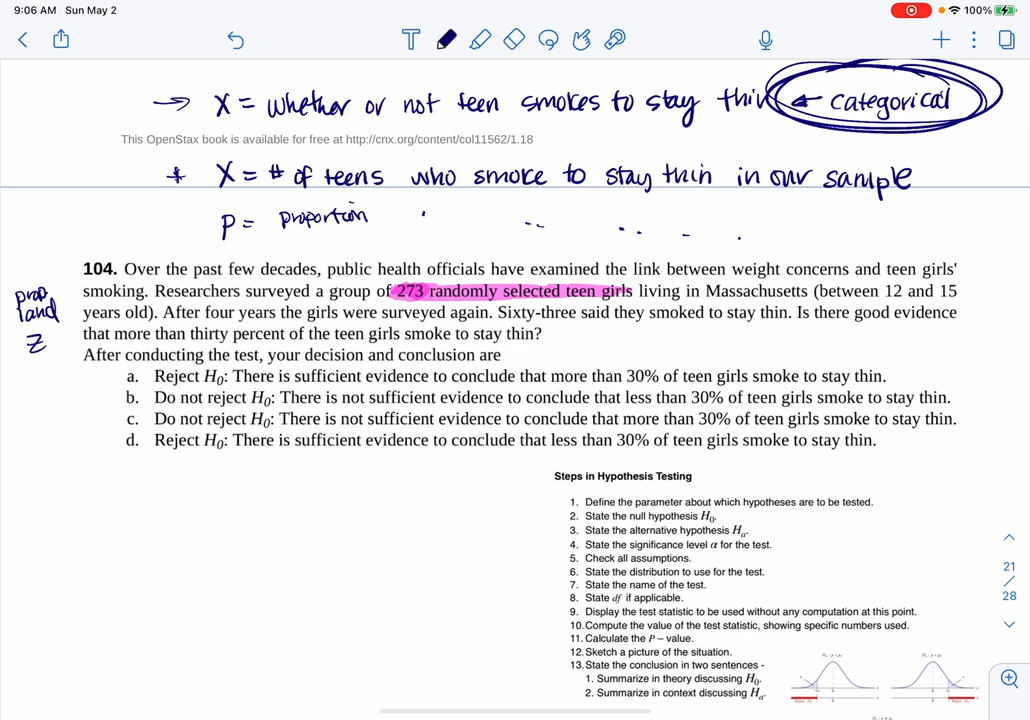 9:06 AM Sun May 2
100%
→ X = whether or not teen smokes to stay thin ← categorical
This OpenStax book is available for free at http://cnx.org/content/col11562/1.18
* X = # of teens who smoke to stay thin in our sample
P = proportion
104. Over the past few decades, public health officials have examined the link between weight concerns and teen girls'
smoking. Researchers surveyed a group of 273 randomly selected teen girls living in Massachusetts (between 12 and 15
years old). After four years the girls were surveyed again. Sixty-three said they smoked to stay thin. Is there good evidence
that more than thirty percent of the teen girls smoke to stay thin?
prop
land
Z
After conducting the test, your decision and conclusion are
a. Reject H0: There is sufficient evidence to conclude that more than 30% of teen girls smoke to stay thin.
b. Do not reject H0: There is not sufficient evidence to conclude that less than 30% of teen girls smoke to stay thin.
c. Do not reject H0: There is not sufficient evidence to conclude that more than 30% of teen girls smoke to stay thin.
d. Reject H0: There is sufficient evidence to conclude that less than 30% of teen girls smoke to stay thin.
Steps in Hypothesis Testing
1. Define the parameter about which hypotheses are to be tested.
2. State the null hypothesis H0.
3. State the alternative hypothesis Ha.
4. State the significance level α for the test.
5. Check all assumptions.
6. State the distribution to use for the test.
7. State the name of the test.
8. State df if applicable.
9. Display the test statistic to be used without any computation at this point.
10. Compute the value of the test statistic, showing specific numbers used.
11. Calculate the P – value.
12. Sketch a picture of the situation.
13. State the conclusion in two sentences -
1. Summarize in theory discussing H0.
2. Summarize in context discussing Ha.
21
/
28